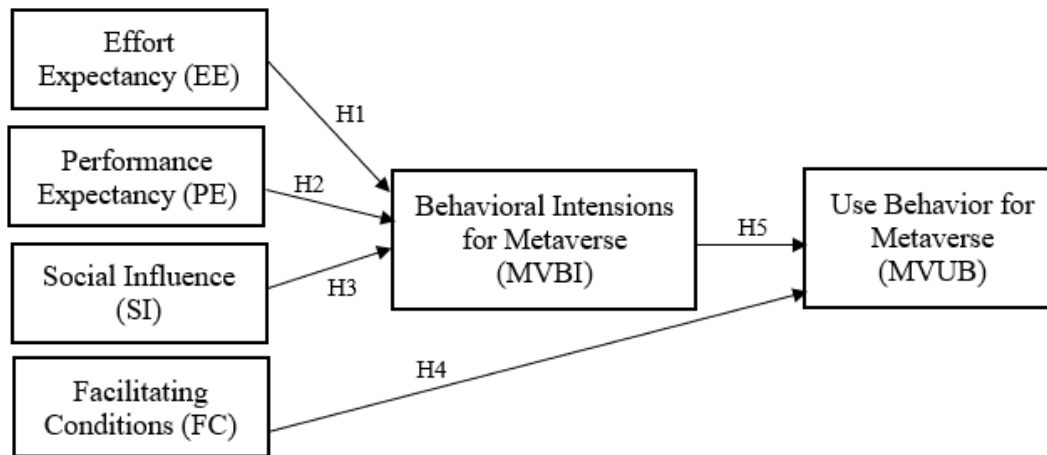 Effort
Expectancy (EE)
H1
Performance
Expectancy (PE)
H2
Social Influence
(SI)
H3
Facilitating
Conditions (FC)
H4
Behavioral Intensions
for Metaverse
(MVBI)
H5
Use Behavior for
Metaverse
(MVUB)